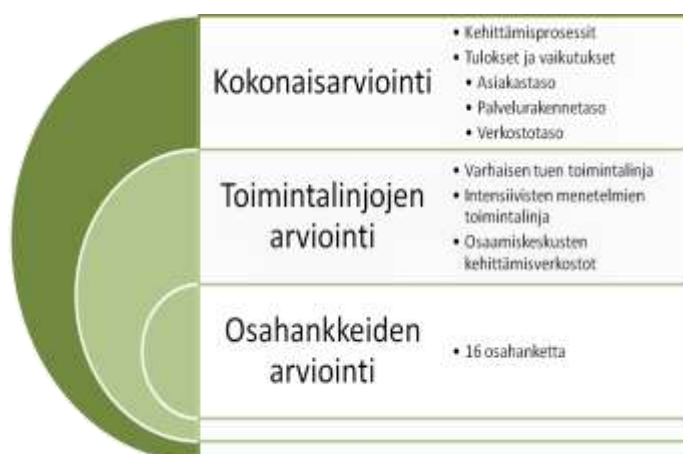 Kokonaisarviointi
• Kehittämisprosessit
• Tulokset ja vaikutukset
• Asiakastaso
• Palvelurakennetaso
• Verkostotaso
Toimintalinjojen
arviointi
• Varhaisen tuen toimintalinja
• Intensiivisten menetelmien
toimintalinja
• Osaamiskeskusten
kehittämisverkostot
Osahankkeiden
arviointi
• 16 osahanketta